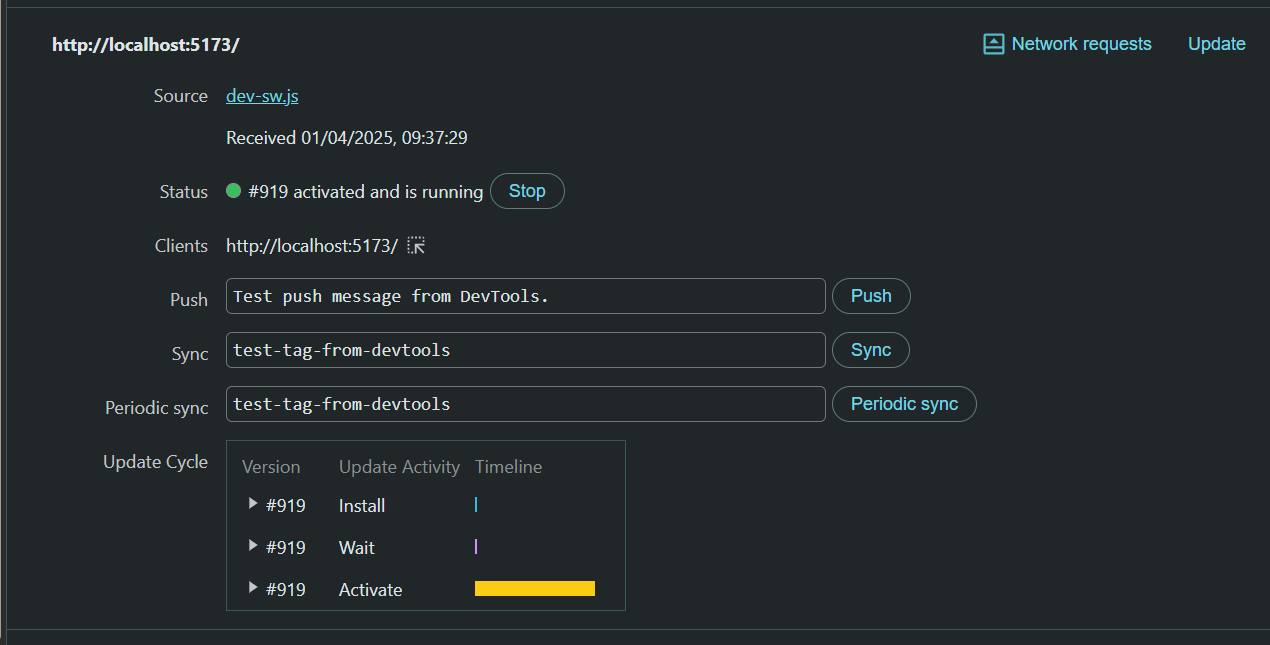 http://localhost:5173/ Network requests Update
Source dev-sw.js
Received 01/04/2025, 09:37:29
Status #919 activated and is running Stop
Clients http://localhost:5173/
Push Test push message from DevTools. Push
Sync test-tag-from-devtools Sync
Periodic sync test-tag-from-devtools Periodic sync
Update Cycle Version Update Activity Timeline
#919 Install
#919 Wait
#919 Activate